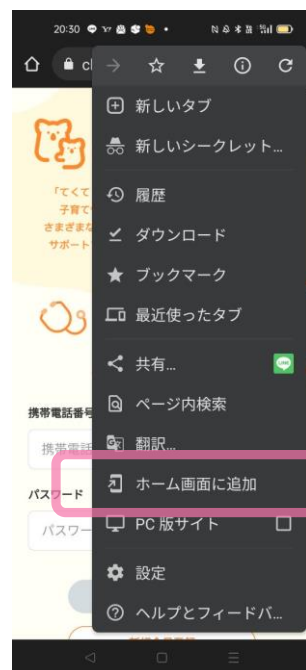 20:30
新しいタブ
新しいシークレット…
履歴
ダウンロード
ブックマーク
最近使ったタブ
共有…
LINE
ページ内検索
翻訳…
ホーム画面に追加
PC 版サイト
設定
ヘルプとフィードバ…
「てくて
子育て
さまざまな
サポート
携帯電話番号
携帯電話
パスワード
パスワー